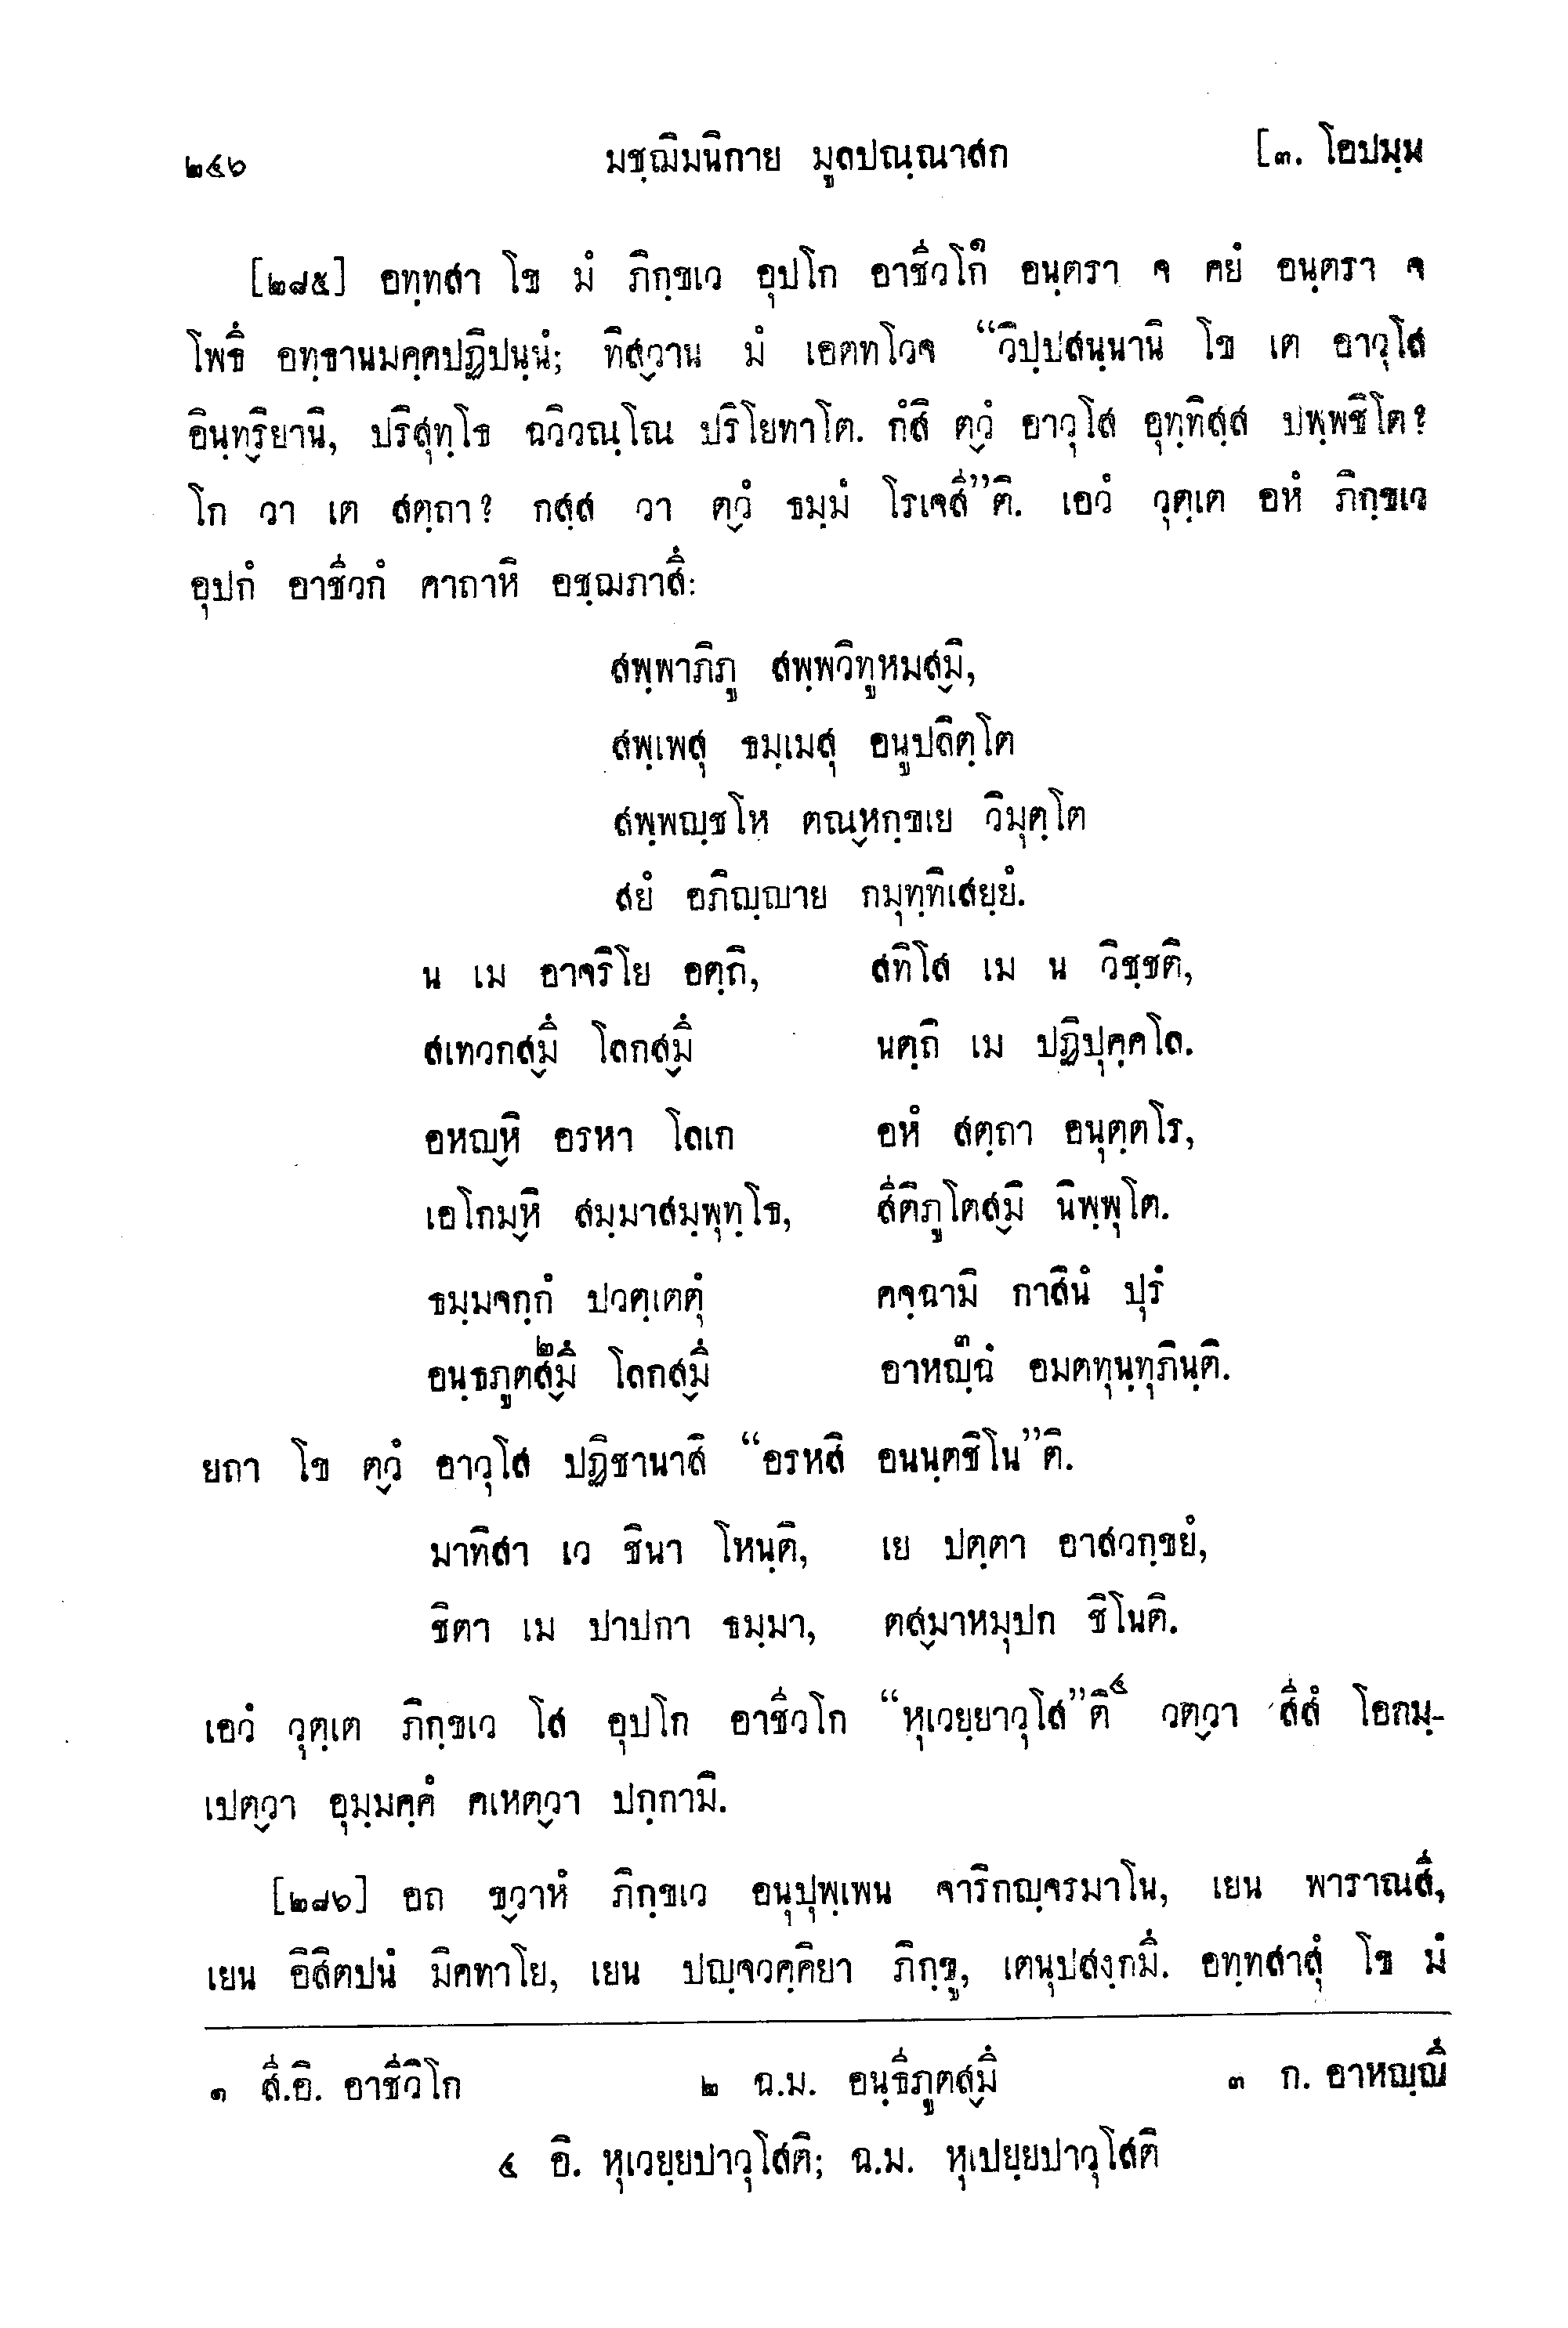 ๒๔๖ มชฺฌิมนิกาย มูลปณฺณาสก [๓. โอปมฺม
[๒๘๕] อทฺทสา โข มํ ภิกฺขเว อุปโก อาชีวโก๑ อนฺตรา จ คยํ อนฺตรา จ
โพธึ อทฺธานมคฺคปฏิปนฺนํ; ทิสฺวาน มํ เอตทโวจ “วิปฺปสนฺนานิ โข เต อาวุโส
อินฺทฺริยานิ, ปริสุทฺโธ ฉวิวณฺโณ ปริโยทาโต. กํสิ ตฺวํ อาวุโส อุทฺทิสฺส ปพฺพชิโต?
โก วา เต สตฺถา? กสฺส วา ตฺวํ ธมฺมํ โรเจสี”ติ. เอวํ วุตฺเต อหํ ภิกฺขเว
อุปกํ อาชีวกํ คาถาหิ อชฺฌภาสึ:
สพฺพาภิภู สพฺพวิทูหมสฺมิ,
สพฺเพสุ ธมฺเมสุ อนูปลิตฺโต
สพฺพญฺชโห ตณฺหกฺขเย วิมุตฺโต
สยํ อภิญฺญาย กมุทฺทิเสยฺยํ.
น เม อาจริโย อตฺถิ, สทิโส เม น วิชฺชติ,
สเทวกสฺมึ โลกสฺมึ นตฺถิ เม ปฏิปุคฺคโล.
อหญฺหิ อรหา โลเก อหํ สตฺถา อนุตฺตโร,
เอโกมฺหิ สมฺมาสมฺพุทฺโธ, สีติภูโตสฺมิ นิพฺพุโต.
ธมฺมจกฺกํ ปวตฺเตตุํ คจฺฉามิ กาสินํ ปุรํ
อนฺธภูตสฺมึ๒ โลกสฺมึ อาหญฺฉํ๓ อมตทุนฺทุภินฺติ.
ยถา โข ตฺวํ อาวุโส ปฏิชานาสิ “อรหสิ อนนฺตชิโน”ติ.
มาทิสา เว ชินา โหนฺติ, เย ปตฺตา อาสวกฺขยํ,
ชิตา เม ปาปกา ธมฺมา, ตสฺมาหมุปก ชิโนติ.
เอวํ วุตฺเต ภิกฺขเว โส อุปโก อาชีวโก “หุเวยฺยาวุโส”ติ๔ วตฺวา สีสํ โอกมฺ-
เปตฺวา อุมฺมคฺคํ คเหตฺวา ปกฺกามิ.
[๒๘๖] อถ ขฺวาหํ ภิกฺขเว อนุปุพฺเพน จาริกญฺจรมาโน, เยน พาราณสี,
เยน อิสิตปนํ มิคทาโย, เยน ปญฺจวคฺคิยา ภิกฺขู, เตนุปสงฺกมึ. อทฺทสาสุํ โข มํ
๑ สี.อิ. อาชีวิโก ๒ ฉ.ม. อนฺธีภูตสฺมึ ๓ ก. อาหญฺญึ
๔ อิ. หุเวยฺยปาวุโสติ; ฉ.ม. หุเปยฺยปาวุโสติ